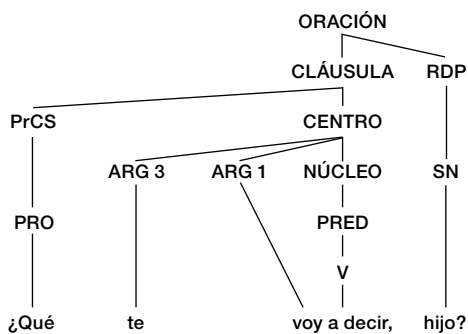 ORACIÓN
CLÁUSULA RDP
PrCS CENTRO
ARG 3 ARG 1 NÚCLEO SN
PRO PRED
V
¿Qué te voy a decir, hijo?